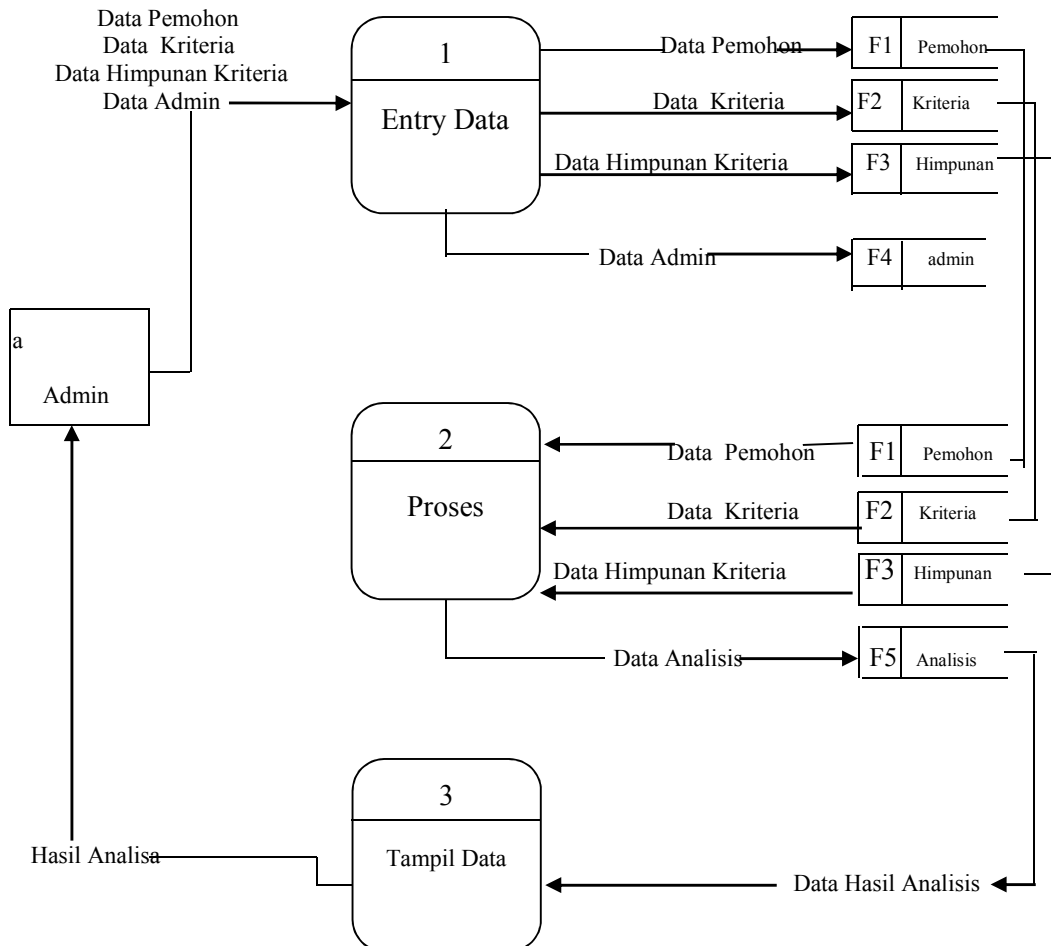 Data Pemohon
Data Kriteria
Data Himpunan Kriteria
Data Admin
1
Entry Data
Data Pemohon
F1 Pemohon
Data Kriteria
F2 Kriteria
Data Himpunan Kriteria
F3 Himpunan
Data Admin
F4 admin
a
Admin
2
Proses
Data Pemohon
F1 Pemohon
Data Kriteria
F2 Kriteria
Data Himpunan Kriteria
F3 Himpunan
Data Analisis
F5 Analisis
3
Tampil Data
Hasil Analisa
Data Hasil Analisis